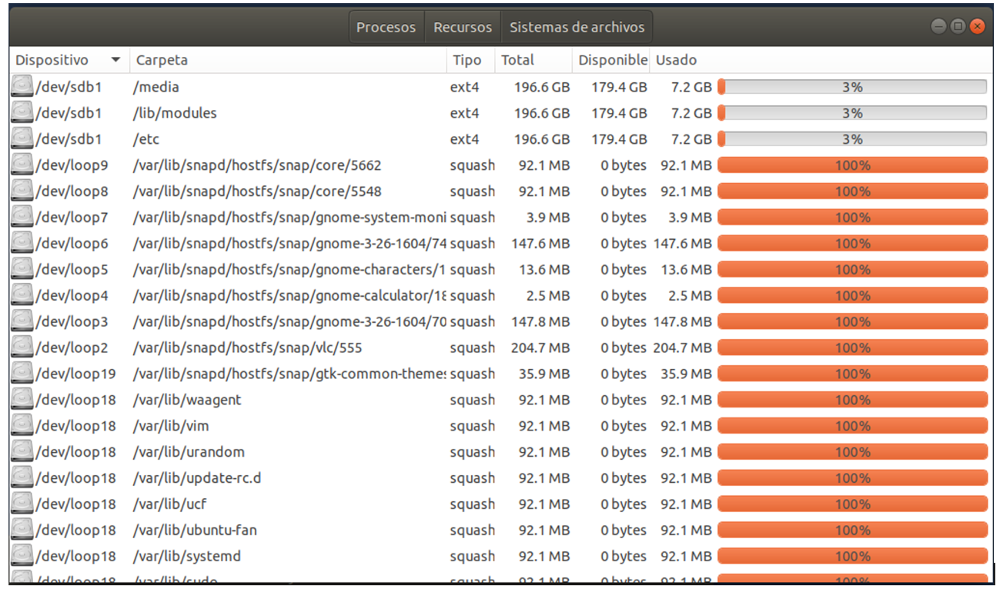 Procesos Recursos Sistemas de archivos
Dispositivo Carpeta Tipo Total Disponible Usado
/dev/sdb1 /media ext4 196.6 GB 179.4 GB 7.2 GB 3%
/dev/sdb1 /lib/modules ext4 196.6 GB 179.4 GB 7.2 GB 3%
/dev/sdb1 /etc ext4 196.6 GB 179.4 GB 7.2 GB 3%
/dev/loop9 /var/lib/snapd/hostfs/snap/core/5662 squash 92.1 MB 0 bytes 92.1 MB 100%
/dev/loop8 /var/lib/snapd/hostfs/snap/core/5548 squash 92.1 MB 0 bytes 92.1 MB 100%
/dev/loop7 /var/lib/snapd/hostfs/snap/gnome-system-moni squash 3.9 MB 0 bytes 3.9 MB 100%
/dev/loop6 /var/lib/snapd/hostfs/snap/gnome-3-26-1604/74 squash 147.6 MB 0 bytes 147.6 MB 100%
/dev/loop5 /var/lib/snapd/hostfs/snap/gnome-characters/1 squash 13.6 MB 0 bytes 13.6 MB 100%
/dev/loop4 /var/lib/snapd/hostfs/snap/gnome-calculator/18 squash 2.5 MB 0 bytes 2.5 MB 100%
/dev/loop3 /var/lib/snapd/hostfs/snap/gnome-3-26-1604/70 squash 147.8 MB 0 bytes 147.8 MB 100%
/dev/loop2 /var/lib/snapd/hostfs/snap/vlc/555 squash 204.7 MB 0 bytes 204.7 MB 100%
/dev/loop19 /var/lib/snapd/hostfs/snap/gtk-common-themes squash 35.9 MB 0 bytes 35.9 MB 100%
/dev/loop18 /var/lib/waagent squash 92.1 MB 0 bytes 92.1 MB 100%
/dev/loop18 /var/lib/vim squash 92.1 MB 0 bytes 92.1 MB 100%
/dev/loop18 /var/lib/urandom squash 92.1 MB 0 bytes 92.1 MB 100%
/dev/loop18 /var/lib/update-rc.d squash 92.1 MB 0 bytes 92.1 MB 100%
/dev/loop18 /var/lib/ucf squash 92.1 MB 0 bytes 92.1 MB 100%
/dev/loop18 /var/lib/ubuntu-fan squash 92.1 MB 0 bytes 92.1 MB 100%
/dev/loop18 /var/lib/systemd squash 92.1 MB 0 bytes 92.1 MB 100%
/dev/loop18 /var/lib/sudo squash 92.1 MB 0 bytes 92.1 MB 100%